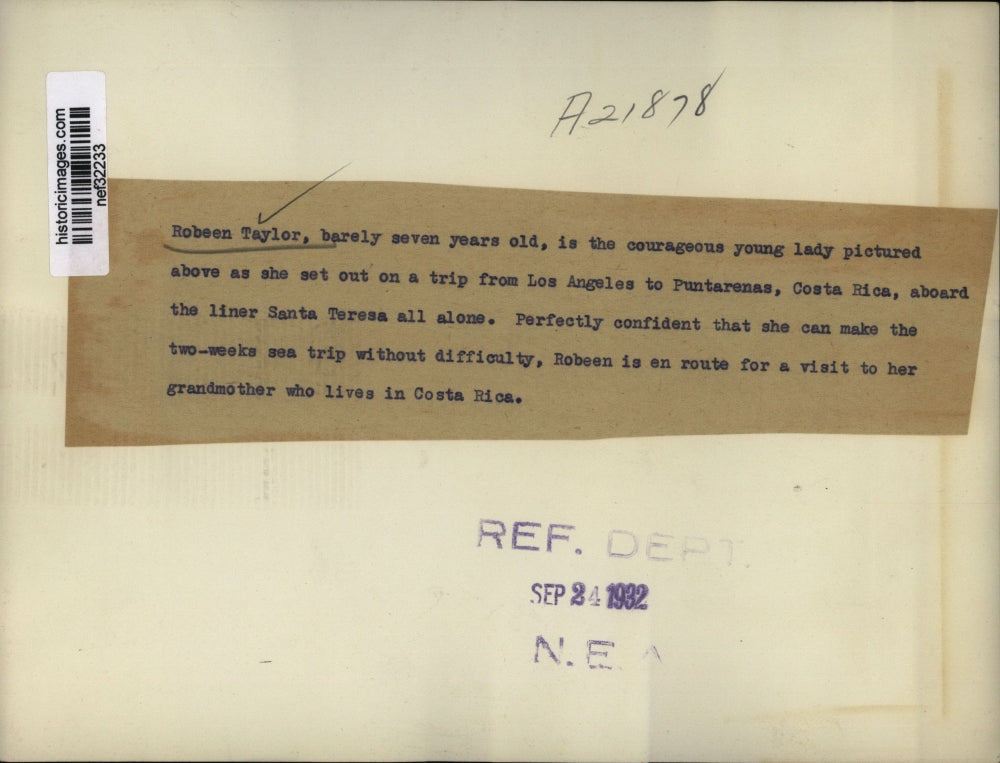 A21878
historicimages.com
nef32233
Robeen Taylor, barely seven years old, is the courageous young lady pictured
above as she set out on a trip from Los Angeles to Puntarenas, Costa Rica, aboard
the liner Santa Teresa all alone.  Perfectly confident that she can make the
two-weeks sea trip without difficulty, Robeen is en route for a visit to her
grandmother who lives in Costa Rica.
REF. DEPT
SEP 24 1932
N. E. A